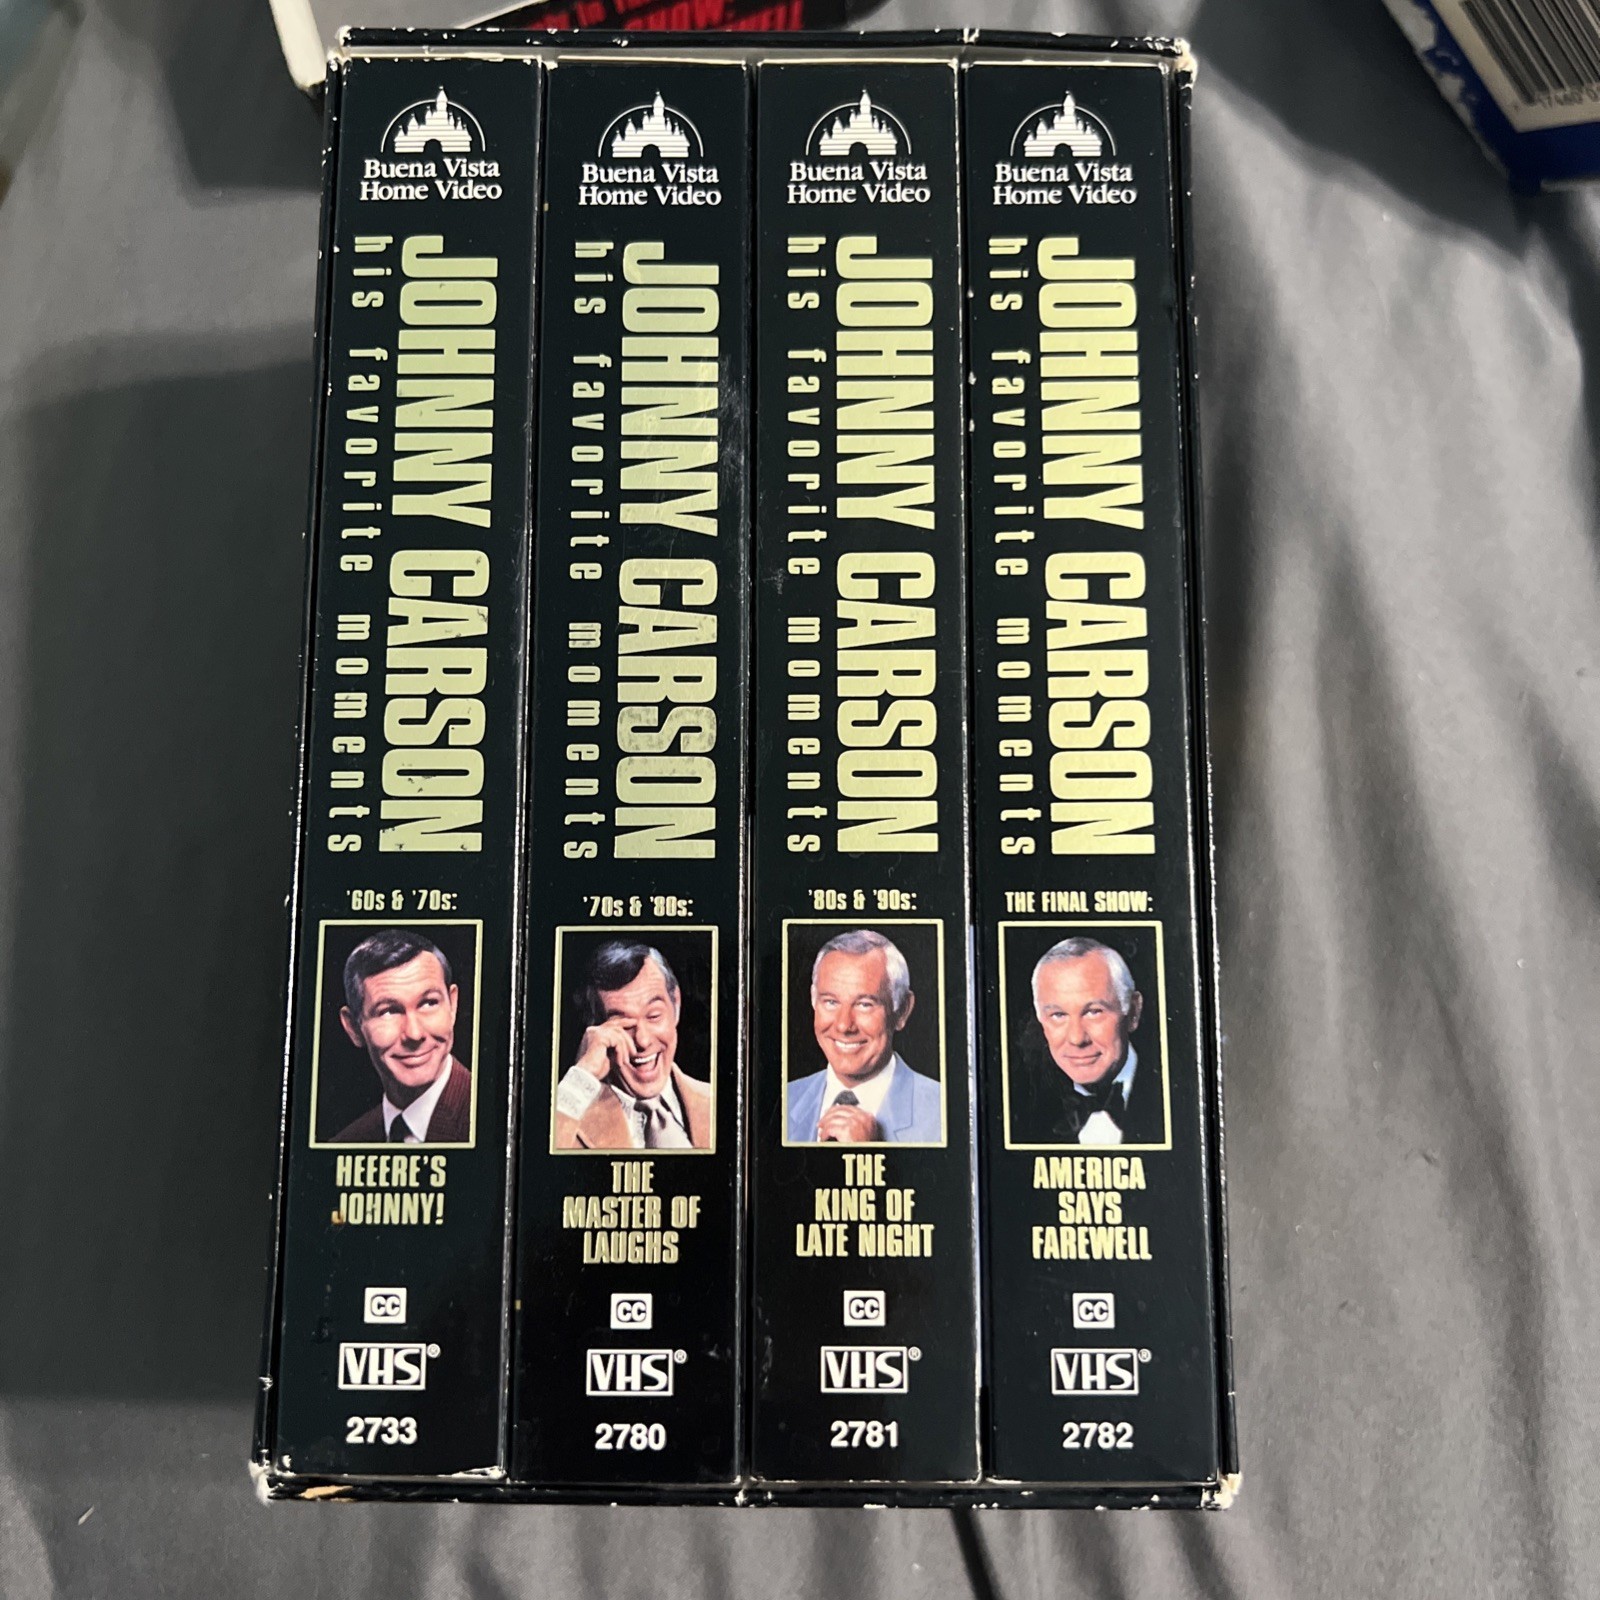 SHOW:
Buena Vista
Home Video
JOHNNY CARSON
his favorite moments
'60s & '70s:
HEEERE'S
JOHNNY!
CC
VHS®
2733
Buena Vista
Home Video
JOHNNY CARSON
his favorite moments
'70s & '80s:
THE
MASTER OF
LAUGHS
CC
VHS®
2780
Buena Vista
Home Video
JOHNNY CARSON
his favorite moments
'80s & '90s:
THE
KING OF
LATE NIGHT
CC
VHS®
2781
Buena Vista
Home Video
JOHNNY CARSON
his favorite moments
THE FINAL SHOW:
AMERICA
SAYS
FAREWELL
CC
VHS®
2782